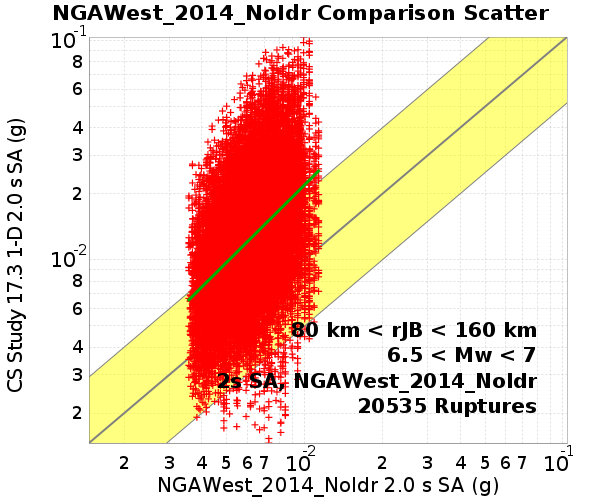 NGAWest_2014_NoIdr Comparison Scatter
10-1
8
6
4
3
2
10-2
8
6
4
3
2
CS Study 17.3 1-D 2.0 s SA (g)
80 km < rJB < 160 km
6.5 < Mw < 7
2s SA, NGAWest_2014_NoIdr
20535 Ruptures
2 3 4 5 6 7 10-2 2 3 4 5 6 7 10-1
NGAWest_2014_NoIdr 2.0 s SA (g)